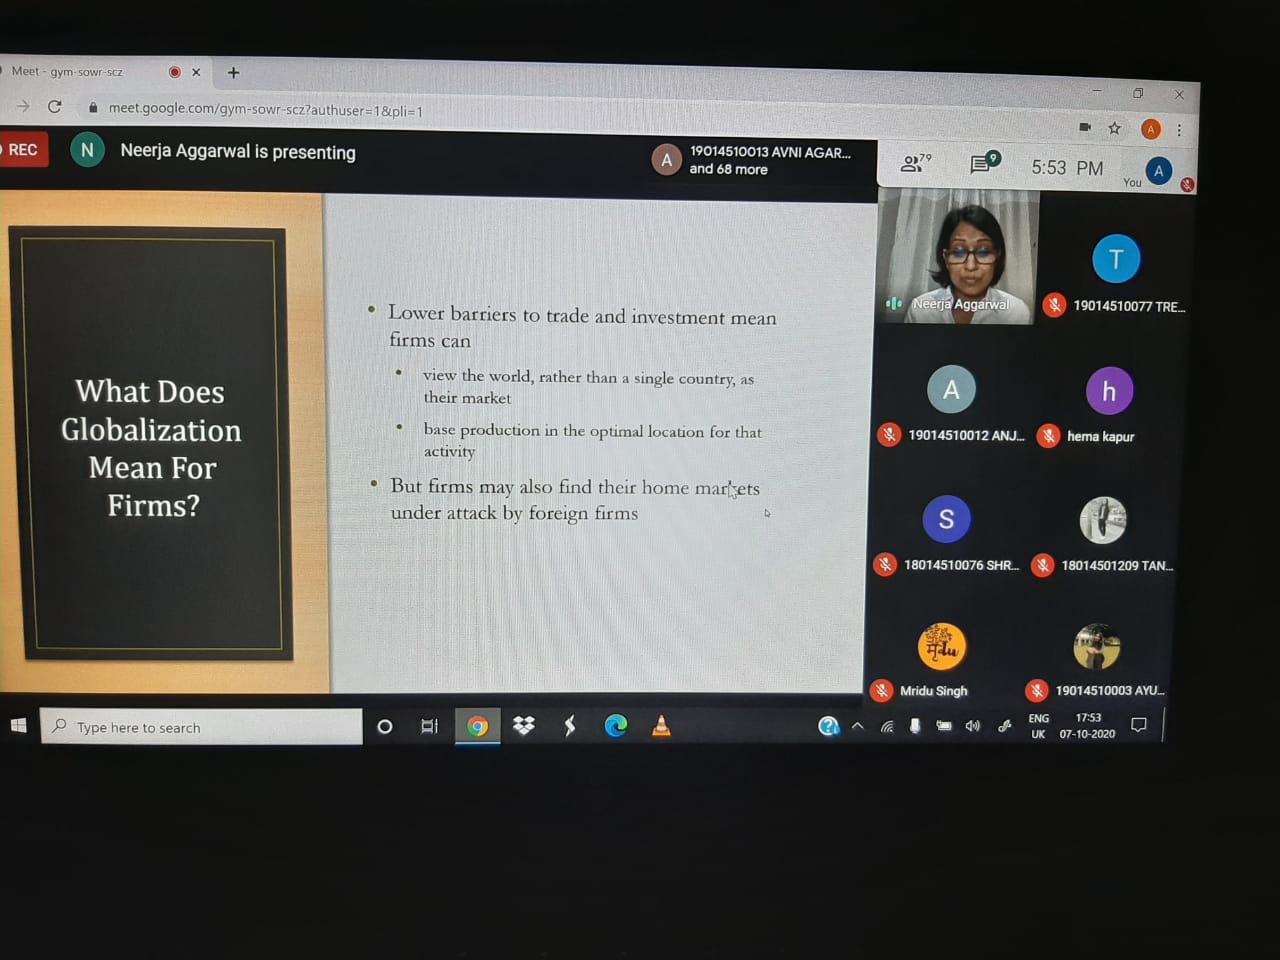 Meet - gym-sowr-scz
meet.google.com/gym-sowr-scz?authuser=1&pli=1
A
REC
N
Neerja Aggarwal is presenting
A
19014510013 AVNI AGAR...
and 68 more
79
9
5:53 PM
You
A
What Does
Globalization
Mean For
Firms?
Lower barriers to trade and investment mean
firms can
view the world, rather than a single country, as
their market
base production in the optimal location for that
activity
But firms may also find their home markets
under attack by foreign firms
Neerja Aggarwal
T
19014510077 TRE...
A
19014510012 ANJ...
h
hema kapur
S
18014510076 SHR...
18014501209 TAN...
मृdu
Mridu Singh
19014510003 AYU...
Type here to search
ENG
UK
17:53
07-10-2020